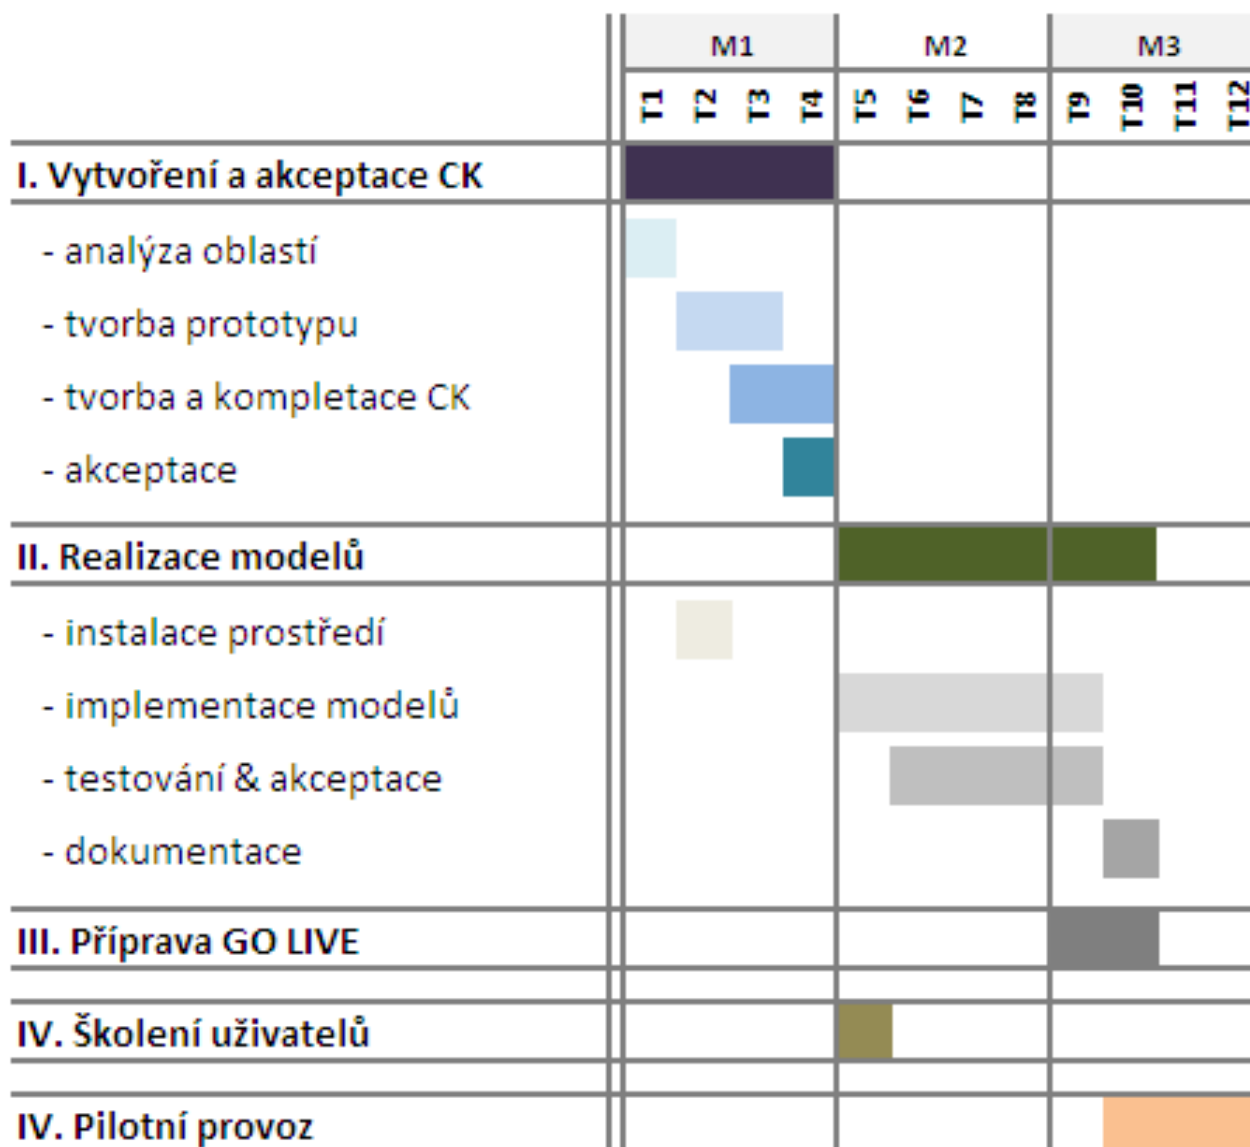 M1 M2 M3
T1 T2 T3 T4 T5 T6 T7 T8 T9 T10 T11 T12
I. Vytvoření a akceptace CK
- analýza oblastí
- tvorba prototypu
- tvorba a kompletace CK
- akceptace
II. Realizace modelů
- instalace prostředí
- implementace modelů
- testování & akceptace
- dokumentace
III. Příprava GO LIVE
IV. Školení uživatelů
IV. Pilotní provoz